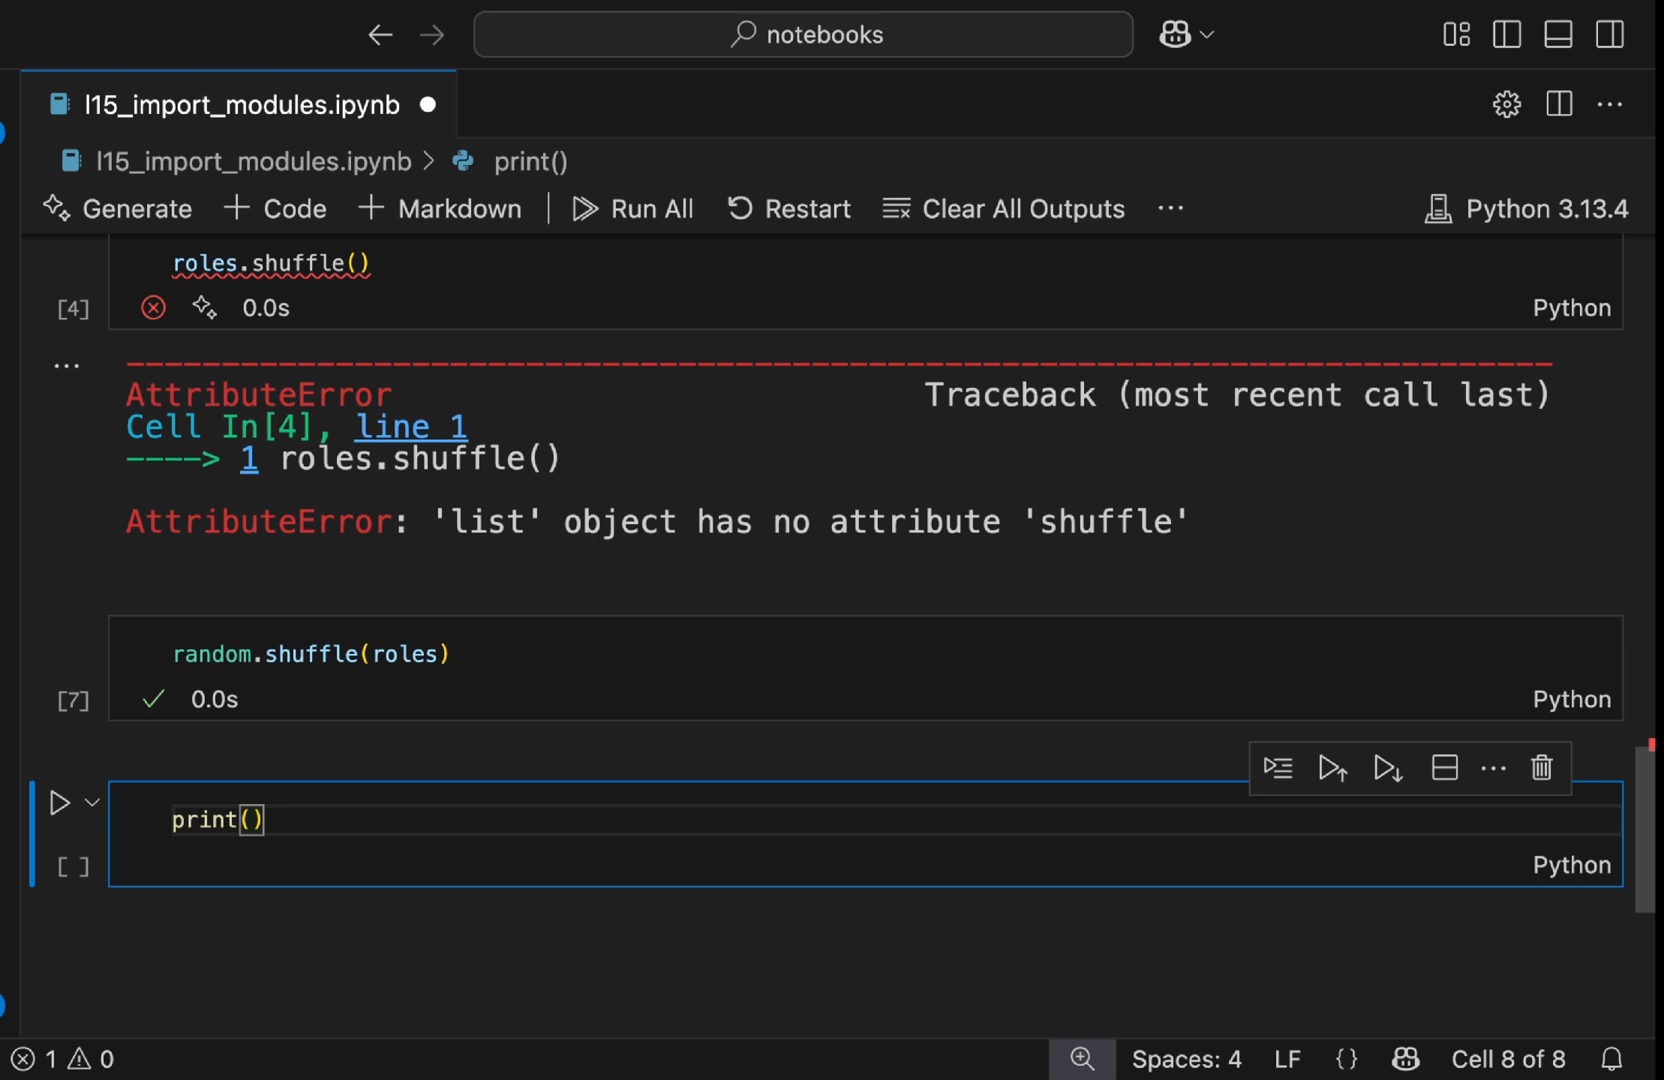 notebooks
l15_import_modules.ipynb
l15_import_modules.ipynb > print()
Generate + Code + Markdown | Run All Restart Clear All Outputs ... Python 3.13.4
roles.shuffle()
[4] 0.0s Python
...
AttributeError Traceback (most recent call last)
Cell In[4], line 1
----> 1 roles.shuffle()
AttributeError: 'list' object has no attribute 'shuffle'
random.shuffle(roles)
[7] 0.0s Python
print()
[ ] Python
1 0 Spaces: 4 LF {} Cell 8 of 8